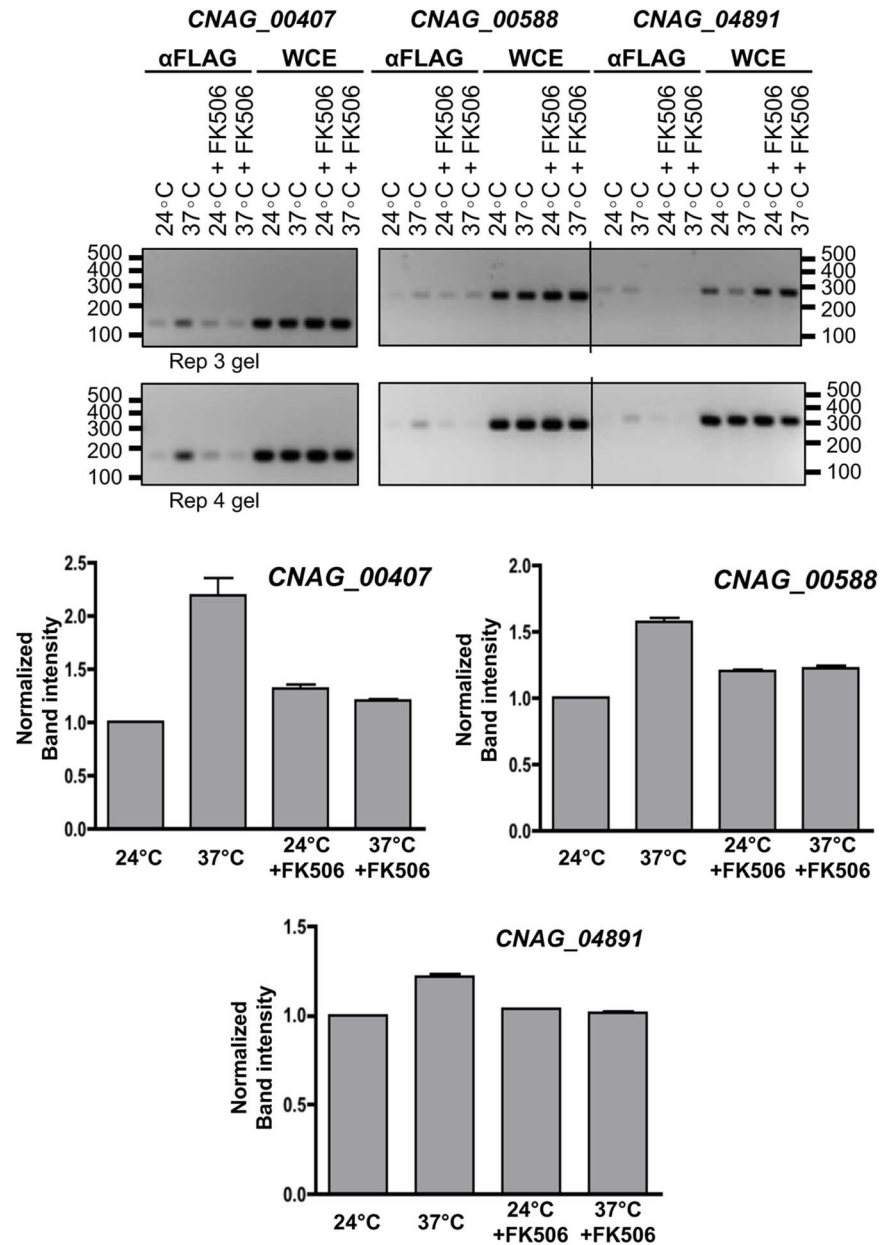 CNAG_00407 CNAG_00588 CNAG_04891
αFLAG WCE αFLAG WCE αFLAG WCE
24°C 37°C 24°C + FK506 37°C + FK506 24°C 37°C 24°C + FK506 37°C + FK506 24°C 37°C 24°C + FK506 37°C + FK506 24°C 37°C 24°C + FK506 37°C + FK506 24°C 37°C 24°C + FK506 37°C + FK506 24°C 37°C 24°C + FK506 37°C + FK506
500 500
400 400
300 300
200 200
100 100
Rep 3 gel
500 500
400 400
300 300
200 200
100 100
Rep 4 gel
CNAG_00407
Normalized
Band intensity
2.5
2.0
1.5
1.0
0.5
0.0
24°C 37°C 24°C 37°C
+FK506 +FK506
CNAG_00588
Normalized
Band intensity
2.0
1.5
1.0
0.5
0.0
24°C 37°C 24°C 37°C
+FK506 +FK506
CNAG_04891
Normalized
Band intensity
1.5
1.0
0.5
0.0
24°C 37°C 24°C 37°C
+FK506 +FK506